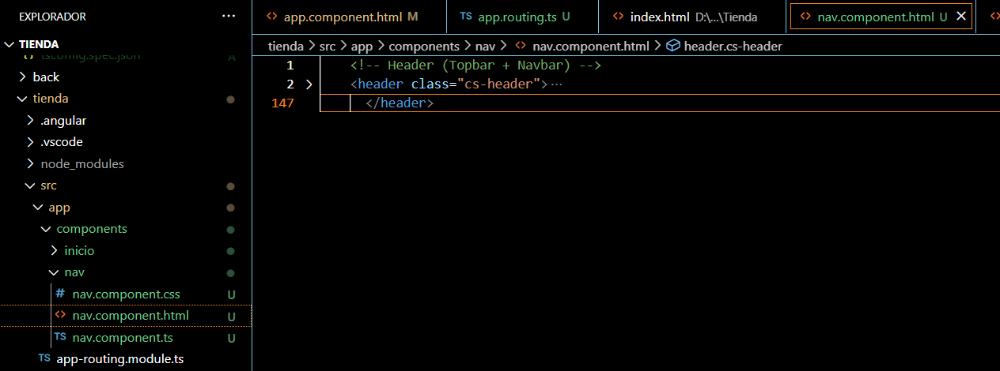 EXPLORADOR ...
TIENDA
tsconfig.spec.json A
back
tienda
.angular
.vscode
node_modules
src
app
components
inicio
nav
# nav.component.css U
<> nav.component.html U
TS nav.component.ts U
TS app-routing.module.ts
<> app.component.html M
TS app.routing.ts U
<> index.html D:\...\Tienda
<> nav.component.html U ×
tienda > src > app > components > nav > <> nav.component.html > header.cs-header
1 <!-- Header (Topbar + Navbar) -->
2 > <header class="cs-header">···
147 </header>